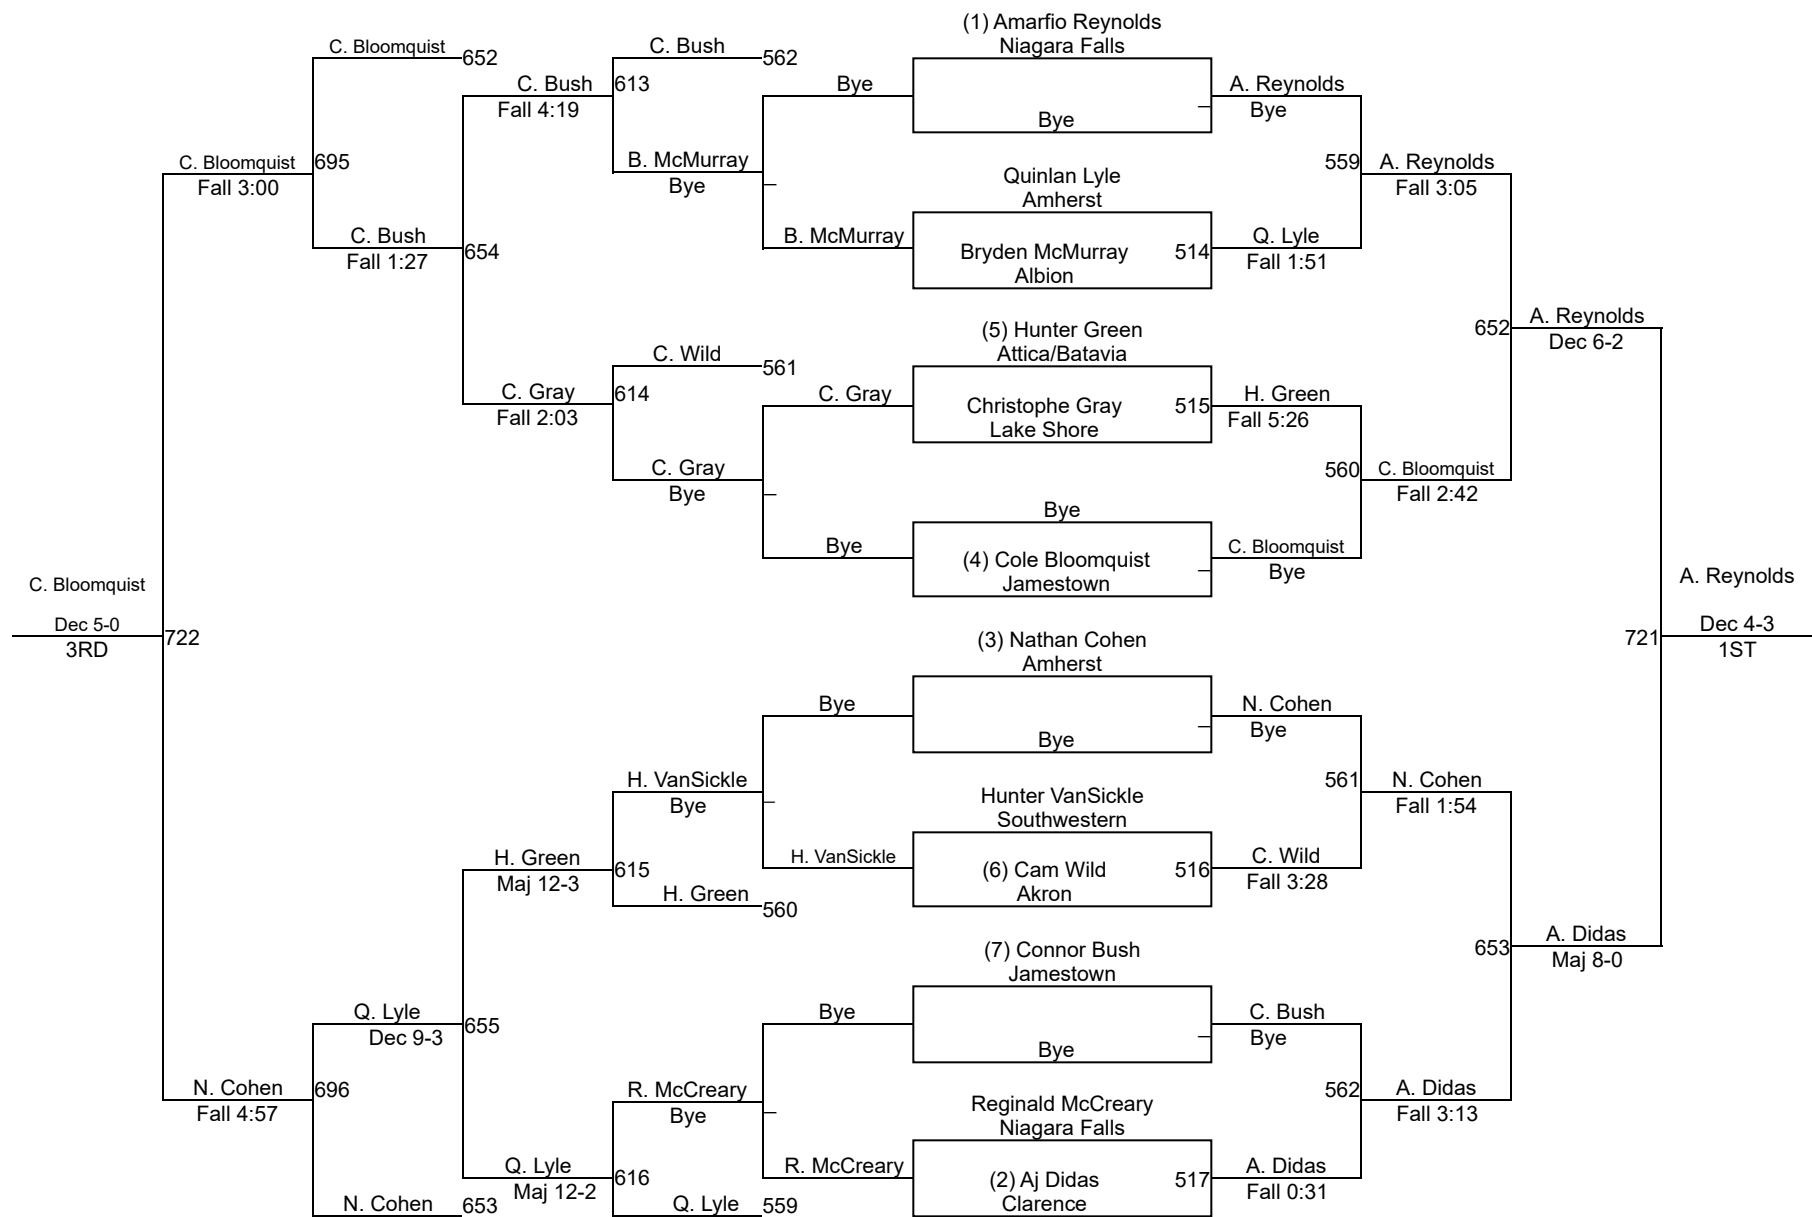 (1) Amarfio Reynolds
Niagara Falls
C. Bloomquist
652
C. Bush
562
C. Bush
613
Fall 4:19
Bye
Bye
A. Reynolds
Bye
C. Bloomquist
695
Fall 3:00
B. McMurray
Bye
Quinlan Lyle
Amherst
559
A. Reynolds
Fall 3:05
C. Bush
654
Fall 1:27
B. McMurray
Bryden McMurray
Albion
514
Q. Lyle
Fall 1:51
(5) Hunter Green
Attica/Batavia
652
A. Reynolds
Dec 6-2
C. Wild
561
C. Gray
614
Fall 2:03
C. Gray
Christophe Gray
Lake Shore
515
H. Green
Fall 5:26
C. Gray
Bye
560
C. Bloomquist
Fall 2:42
Bye
Bye
(4) Cole Bloomquist
Jamestown
C. Bloomquist
Bye
C. Bloomquist
Dec 5-0
3RD
722
A. Reynolds
721
Dec 4-3
1ST
(3) Nathan Cohen
Amherst
Bye
Bye
N. Cohen
Bye
H. VanSickle
Bye
Hunter VanSickle
Southwestern
561
N. Cohen
Fall 1:54
H. Green
615
Maj 12-3
H. VanSickle
(6) Cam Wild
Akron
516
C. Wild
Fall 3:28
H. Green
560
(7) Connor Bush
Jamestown
653
A. Didas
Maj 8-0
Q. Lyle
655
Dec 9-3
Bye
Bye
C. Bush
Bye
N. Cohen
696
Fall 4:57
R. McCreary
Bye
Reginald McCreary
Niagara Falls
562
A. Didas
Fall 3:13
Q. Lyle
616
Maj 12-2
R. McCreary
(2) Aj Didas
Clarence
517
A. Didas
Fall 0:31
N. Cohen
653
Q. Lyle
559